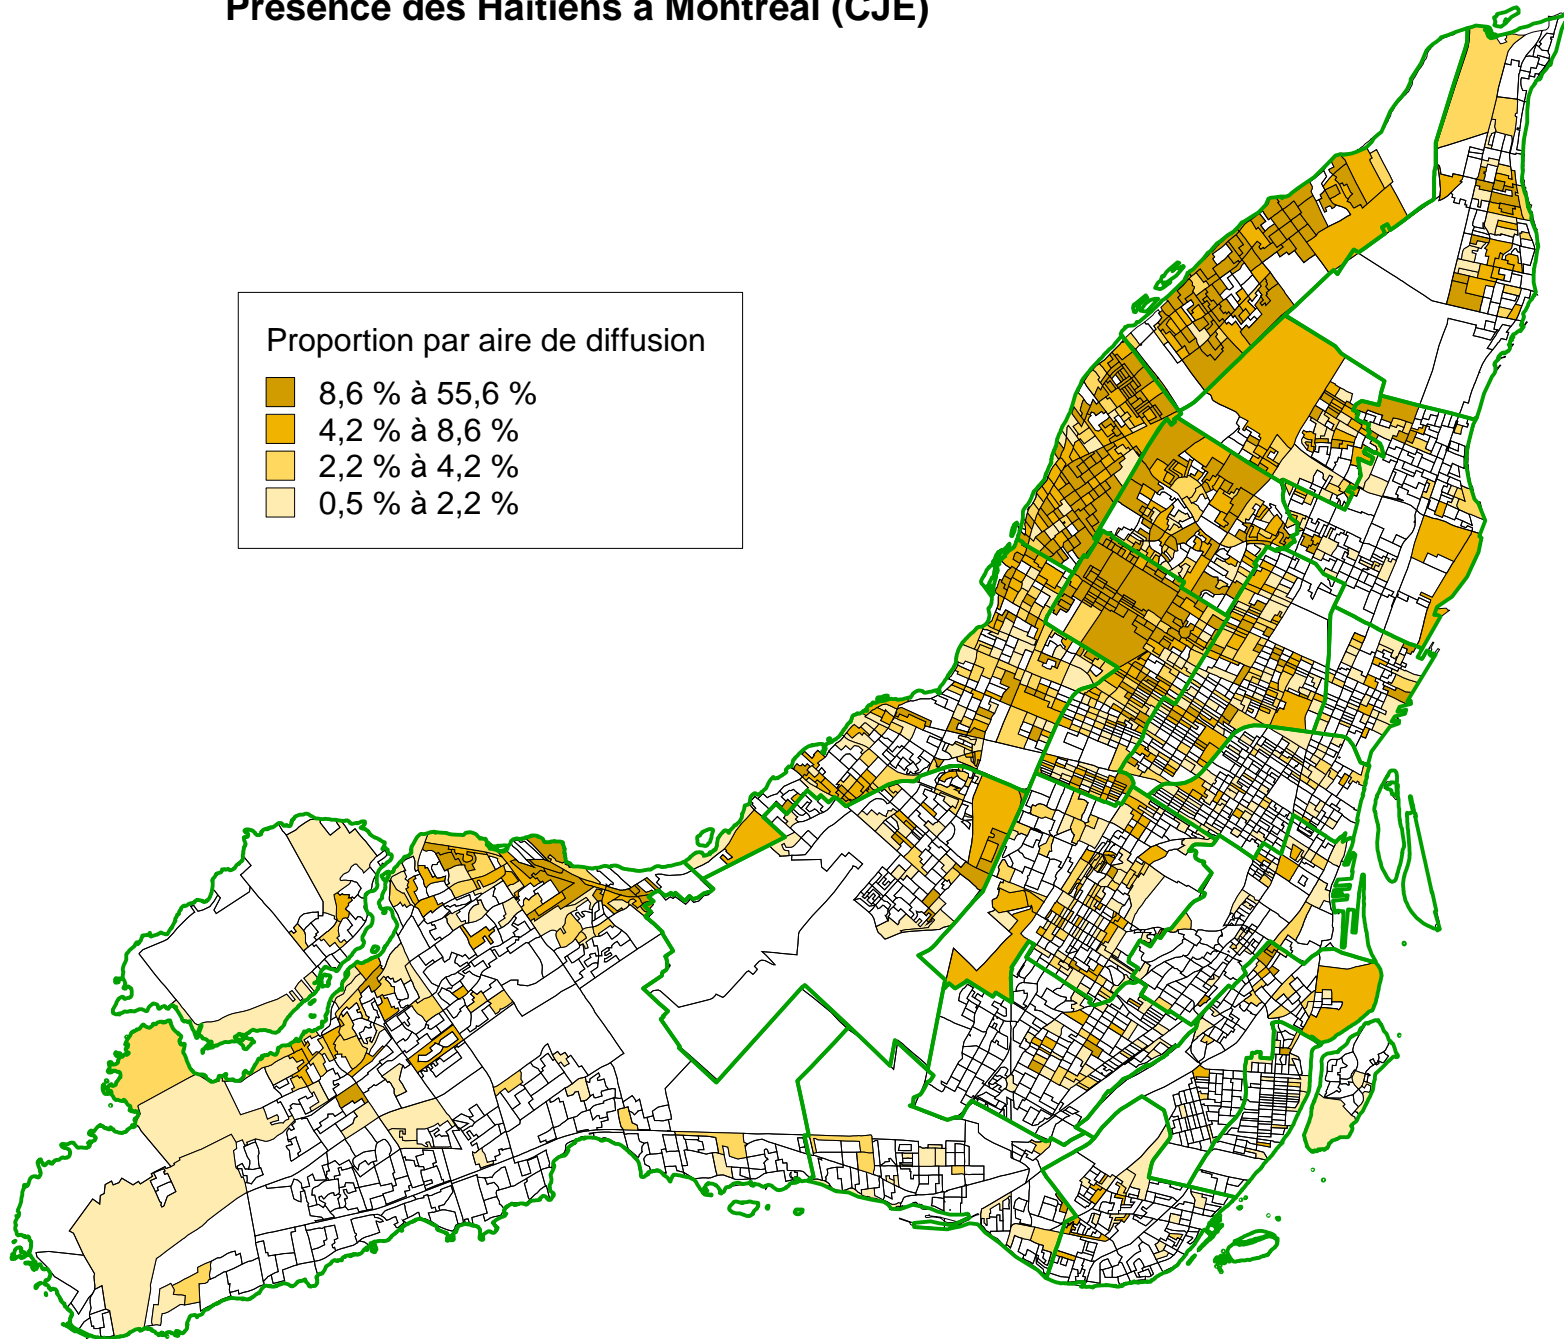 Présence des Haïtiens à Montréal (CJE)
Proportion par aire de diffusion
8,6 % à 55,6 %
4,2 % à 8,6 %
2,2 % à 4,2 %
0,5 % à 2,2 %